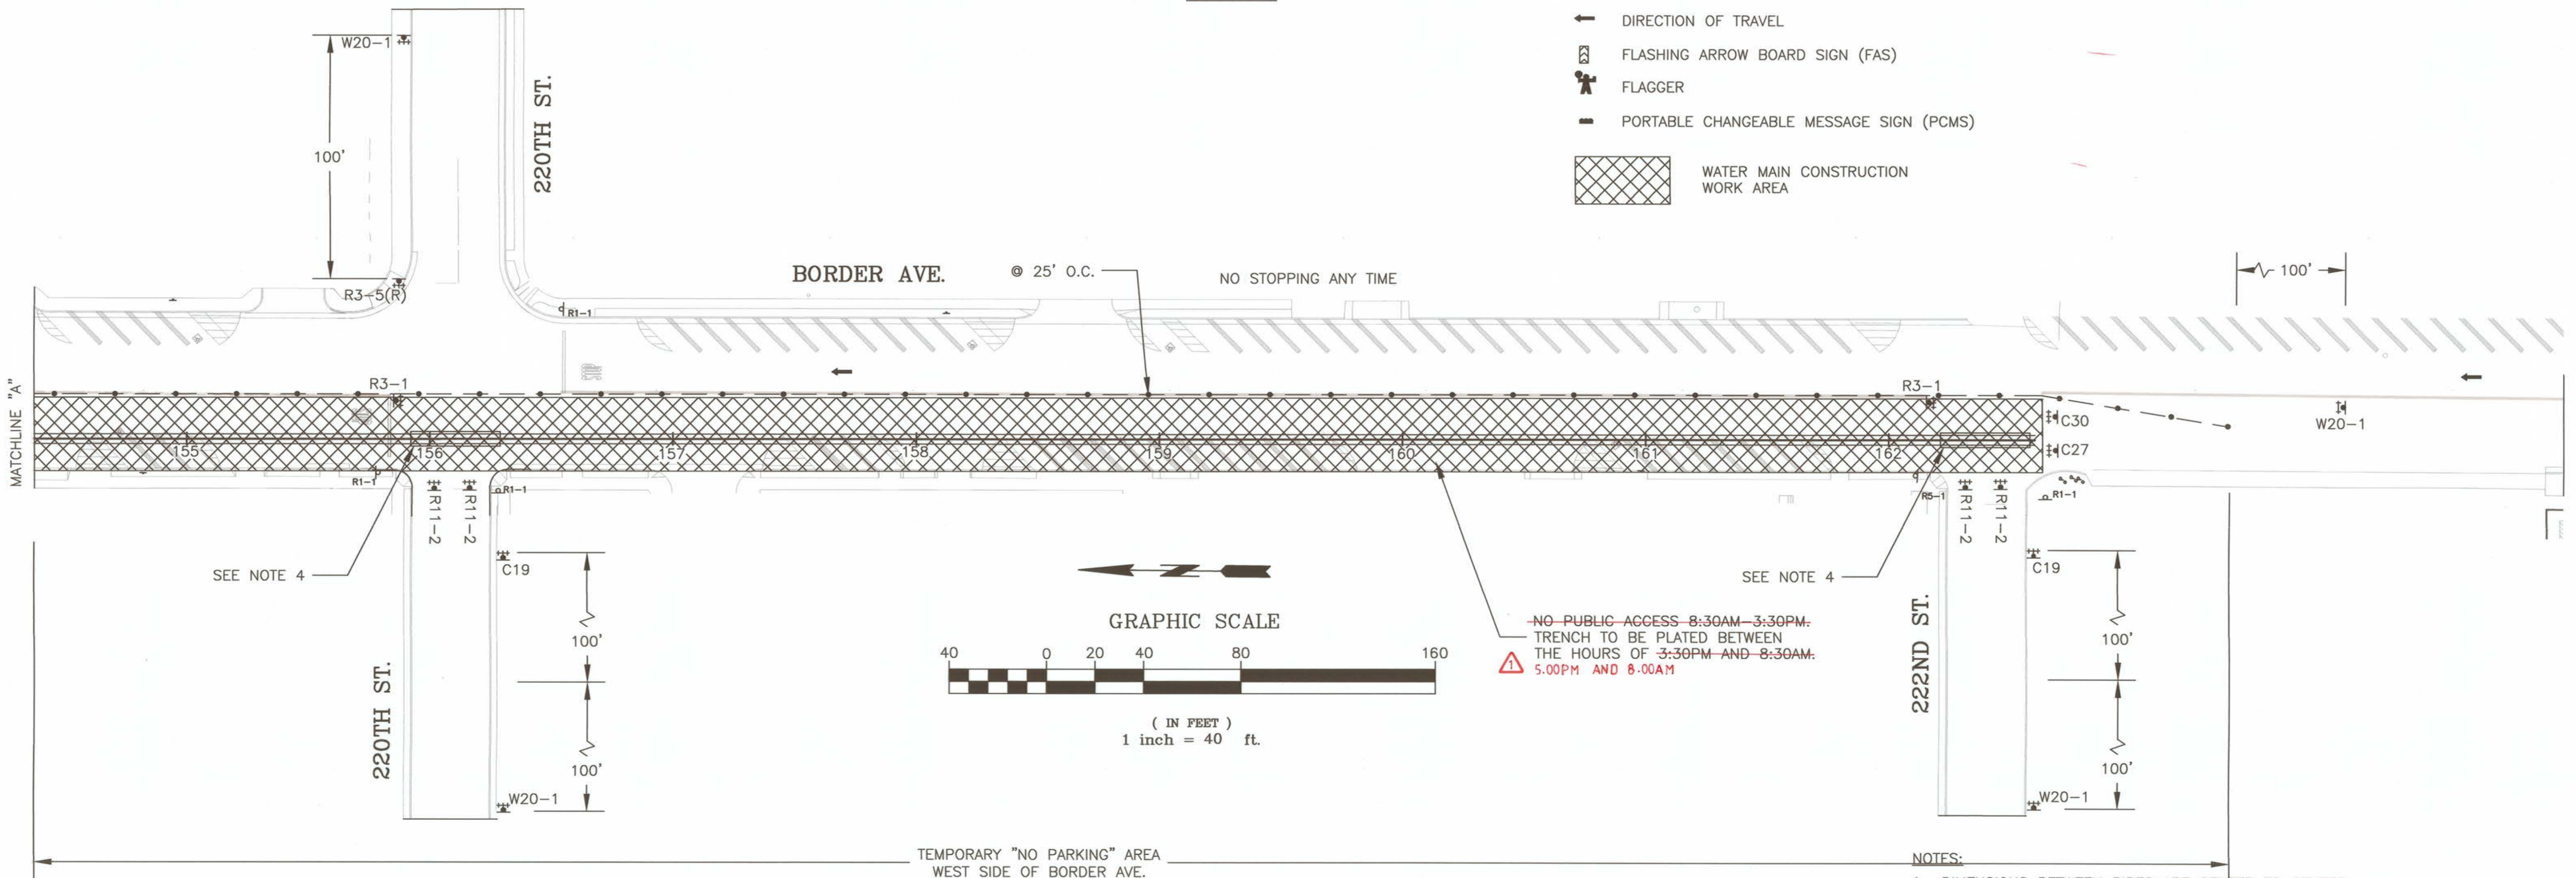 DIRECTION OF TRAVEL
FLASHING ARROW BOARD SIGN (FAS)
FLAGGER
PORTABLE CHANGEABLE MESSAGE SIGN (PCMS)
WATER MAIN CONSTRUCTION
WORK AREA
W20-1
100'
220TH ST.
R3-5(R)
R1-1
BORDER AVE.
@ 25' O.C.
NO STOPPING ANY TIME
100'
MATCHLINE "A"
STOP
R3-1
R3-1
W20-1
C30
C27
155
156
157
158
159
160
161
162
R1-1
R11-2
R11-2
R1-1
R5-1
R11-2
R11-2
R1-1
SEE NOTE 4
C19
100'
100'
W20-1
220TH ST.
GRAPHIC SCALE
40 0 20 40 80 160
( IN FEET )
1 inch = 40 ft.
SEE NOTE 4
NO PUBLIC ACCESS 8:30AM-3:30PM.
TRENCH TO BE PLATED BETWEEN
THE HOURS OF 3:30PM AND 8:30AM.
1 5.00PM AND 8.00AM
222ND ST.
C19
100'
100'
W20-1
TEMPORARY "NO PARKING" AREA
WEST SIDE OF BORDER AVE.
NOTES: